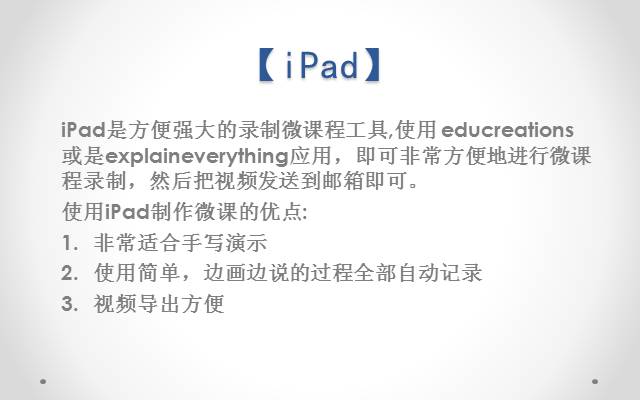 【iPad】
iPad是方便强大的录制微课程工具,使用 educreations
或是explaineverything应用，即可非常方便地进行微课
程录制，然后把视频发送到邮箱即可。
使用iPad制作微课的优点:
1. 非常适合手写演示
2. 使用简单，边画边说的过程全部自动记录
3. 视频导出方便